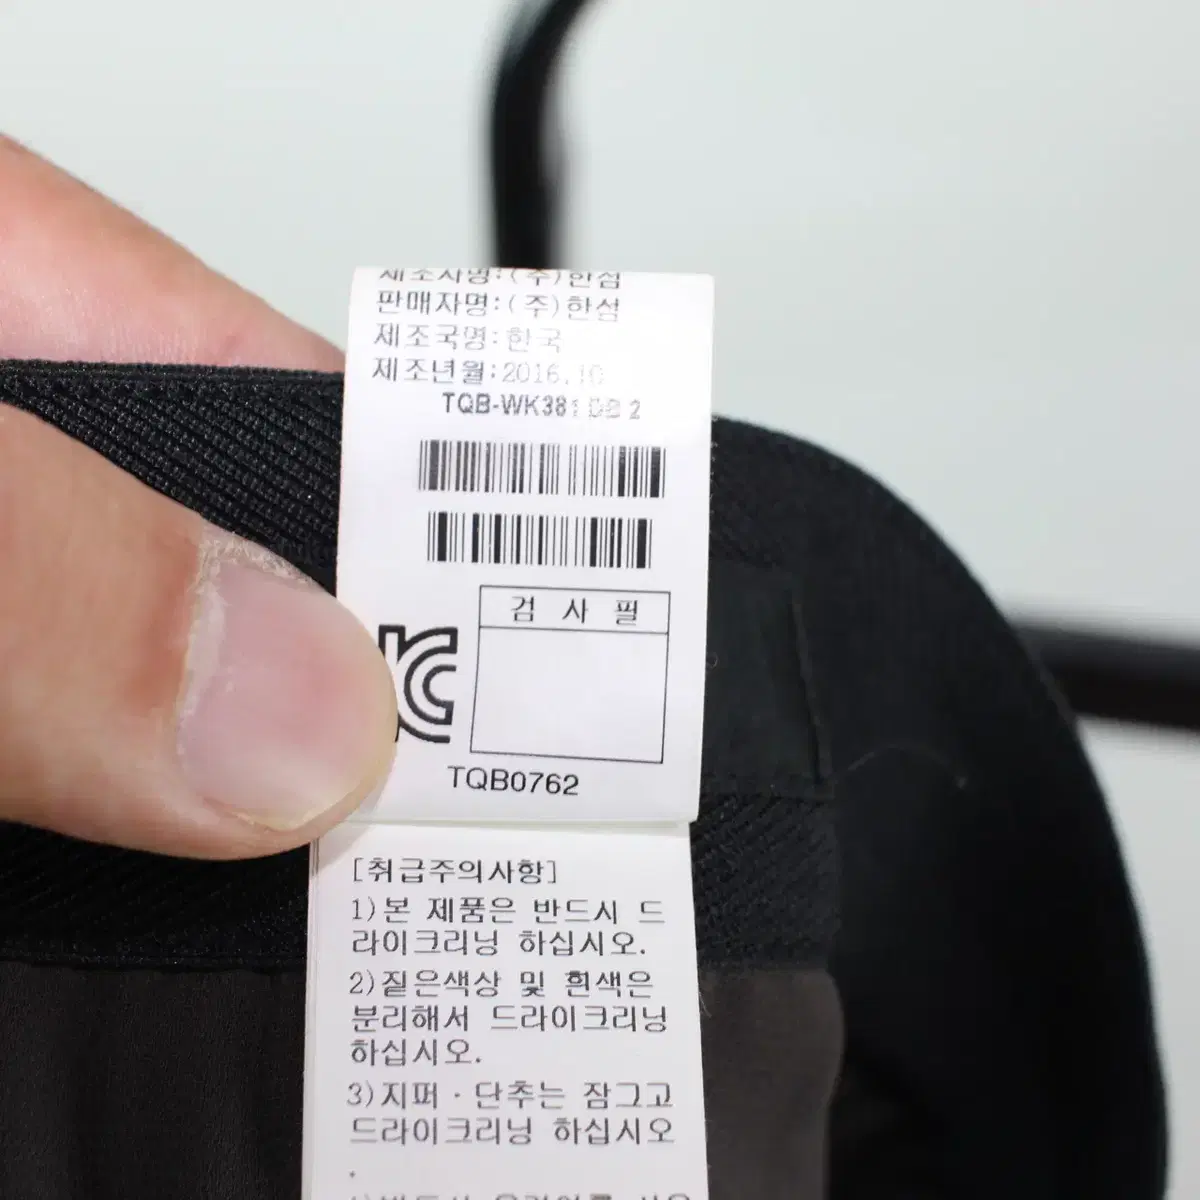 제조자명:(주)한섬
판매자명:(주)한섬
제조국명:한국
제조년월:2016.10
TQB-WK381 DB 2
검 사 필
KC
TQB0762
[취급주의사항]
1)본 제품은 반드시 드
라이크리닝 하십시오.
2)짙은색상 및 흰색은
분리해서 드라이크리닝
하십시오.
3)지퍼·단추는 잠그고
드라이크리닝 하십시오
.